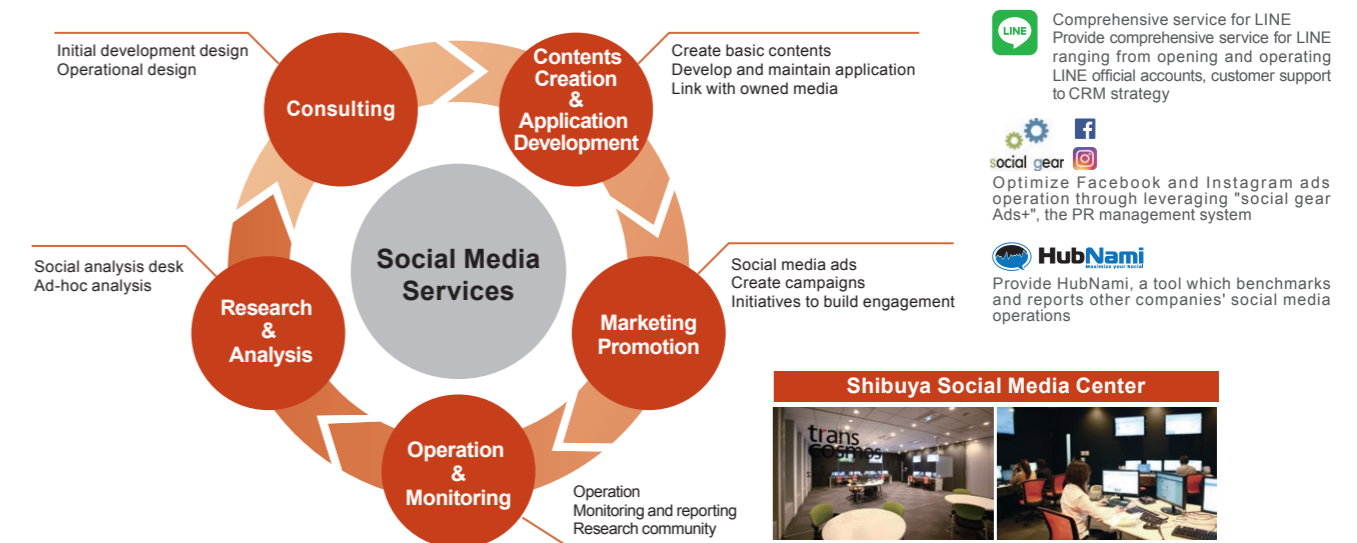 Initial development design
Operational design
Consulting
Contents
Creation
&
Application
Development
Create basic contents
Develop and maintain application
Link with owned media
Social Media
Services
Social analysis desk
Ad-hoc analysis
Research
&
Analysis
Marketing
Promotion
Social media ads
Create campaigns
Initiatives to build engagement
Operation
&
Monitoring
Operation
Monitoring and reporting
Research community
LINE
Comprehensive service for LINE
Provide comprehensive service for LINE
ranging from opening and operating
LINE official accounts, customer support
to CRM strategy
social gear
Optimize Facebook and Instagram ads
operation through leveraging "social gear
Ads+", the PR management system
HubNami
Maximize your Social
Provide HubNami, a tool which benchmarks
and reports other companies' social media
operations
Shibuya Social Media Center
trans
cosmos